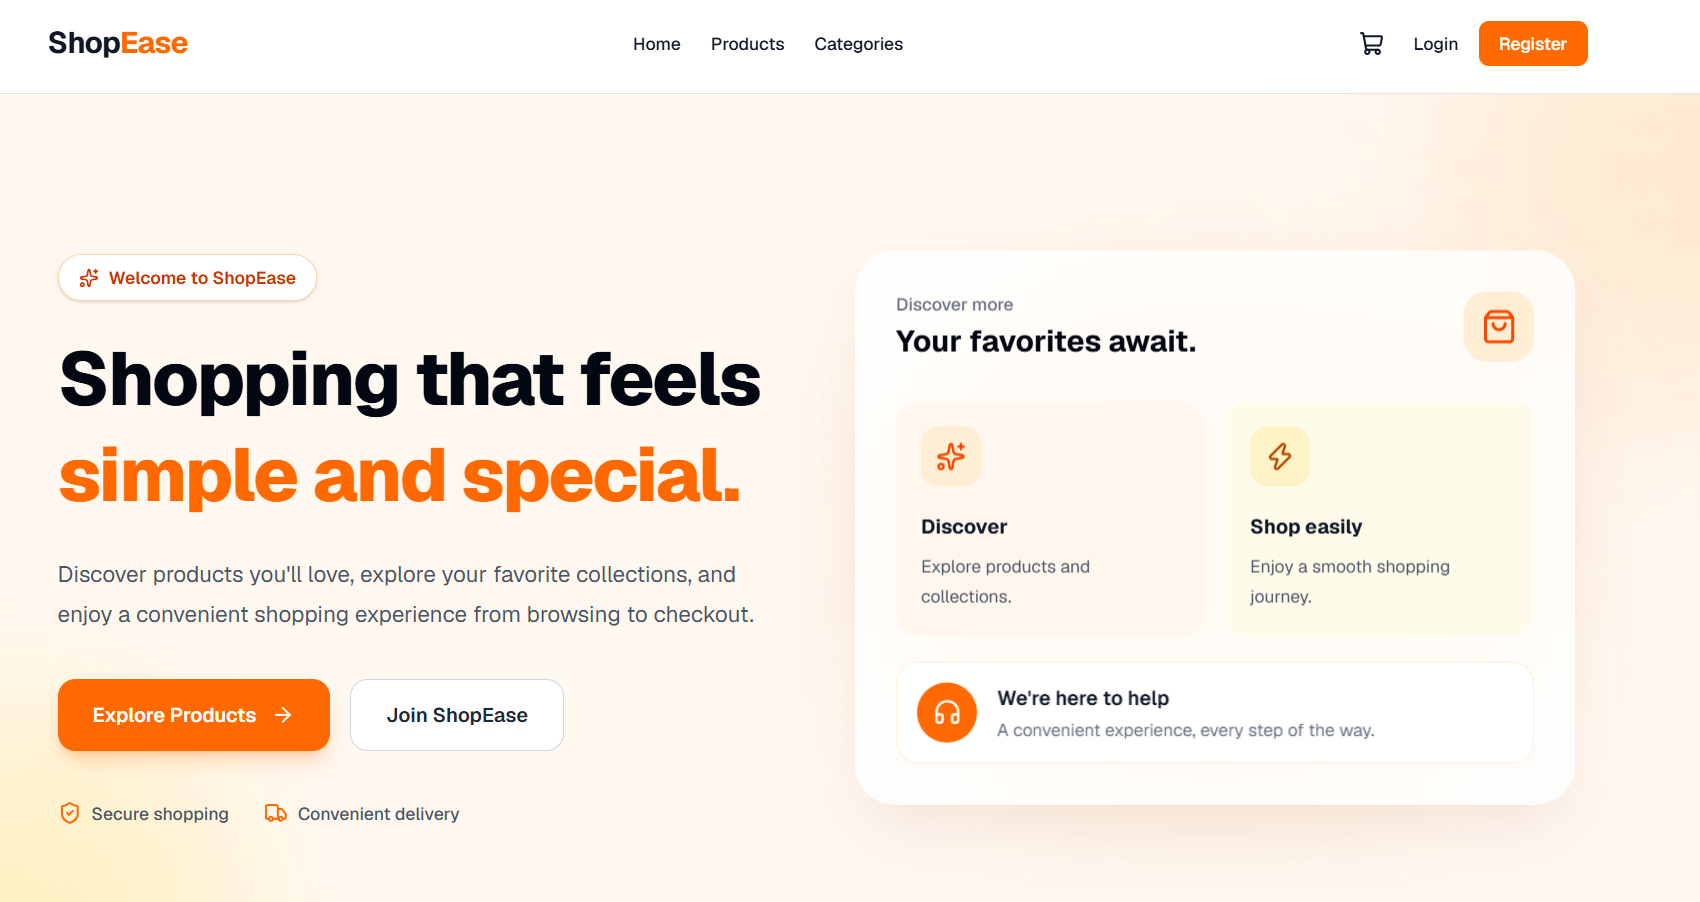 ShopEase
Home
Products
Categories
Login
Register
Welcome to ShopEase
Shopping that feels
simple and special.
Discover products you'll love, explore your favorite collections, and
enjoy a convenient shopping experience from browsing to checkout.
Explore Products
Join ShopEase
Secure shopping
Convenient delivery
Discover more
Your favorites await.
Discover
Explore products and
collections.
Shop easily
Enjoy a smooth shopping
journey.
We're here to help
A convenient experience, every step of the way.